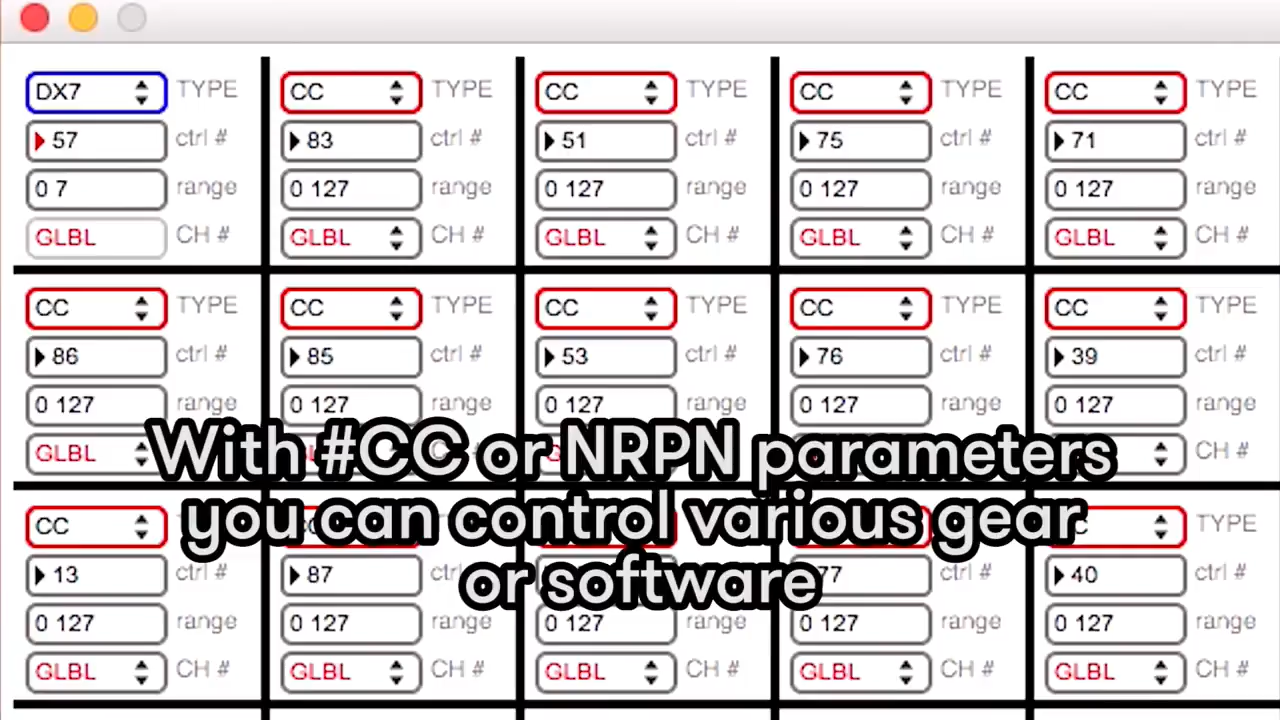 DX7 TYPE CC TYPE CC TYPE CC TYPE CC TYPE
57 ctrl # 83 ctrl # 51 ctrl # 75 ctrl # 71 ctrl #
0 7 range 0 127 range 0 127 range 0 127 range 0 127 range
GLBL CH # GLBL CH # GLBL CH # GLBL CH # GLBL CH #
CC TYPE CC TYPE CC TYPE CC TYPE CC TYPE
86 ctrl # 85 ctrl # 53 ctrl # 76 ctrl # 39 ctrl #
0 127 range 0 127 range 0 127 range 0 127 range 0 127 range
GLBL CH #
With #CC or NRPN parameters
you can control various gear
or software
CC TYPE
13 ctrl # 87 ctrl # 77 ctrl # 40 ctrl #
0 127 range 0 127 range 0 127 range 0 127 range 0 127 range
GLBL CH # GLBL CH # GLBL CH # GLBL CH # GLBL CH #